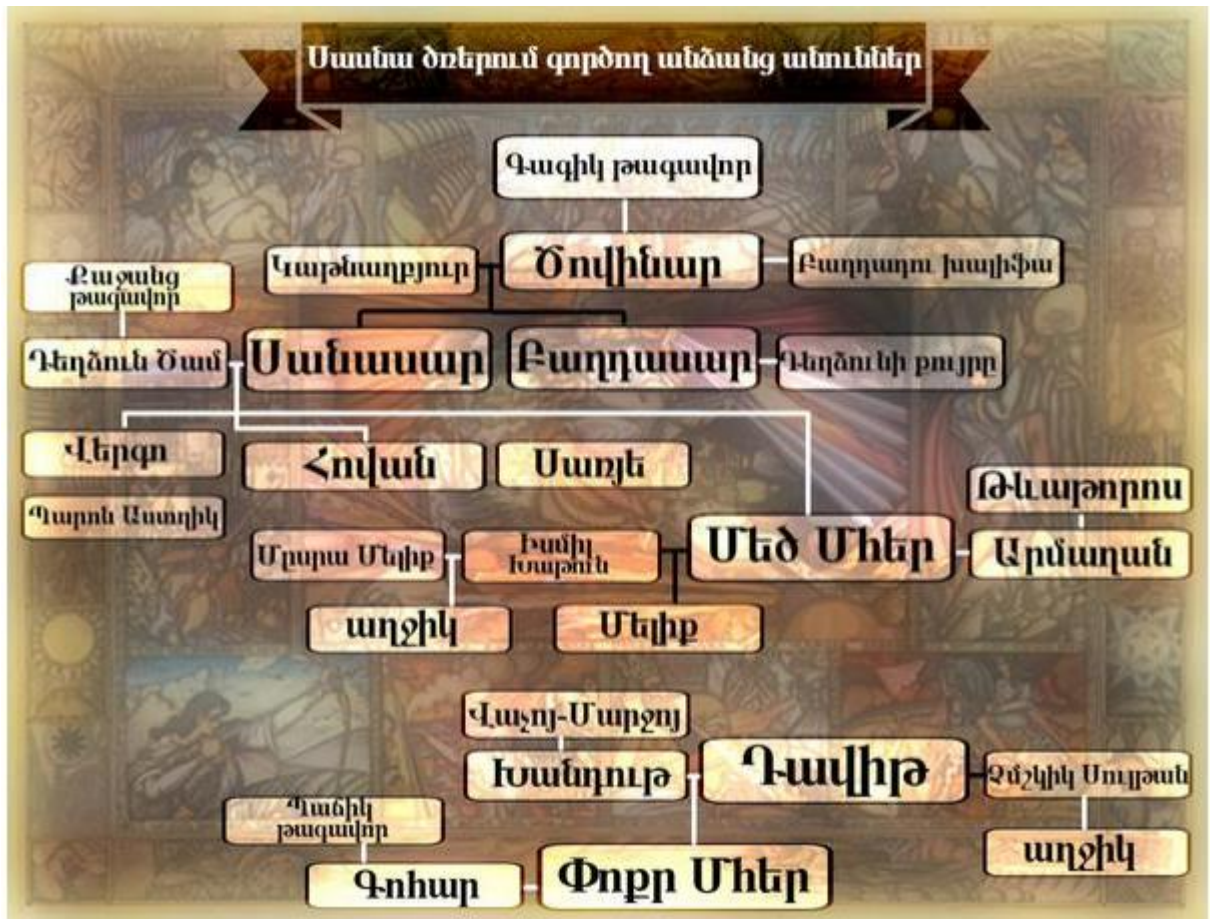 Սասնա ծռերում գործող անձանց անուններ
Գագիկ թագավոր
Կաթնաղբյուր
Ծովինար
Բաղդադու խալիֆա
Քաջանց
թագավոր
Դեղձուն Ծամ
Սանասար
Բաղդասար
Դեղձունի քույրը
Վերգո
Հովան
Սառյե
Պարոն Աստղիկ
Թևաթորոս
Մըսրա Մելիք
Իսմիլ
Խաթուն
Մեծ Մհեր
Արմաղան
աղջիկ
Մելիք
Վաչոյ-Մարջոյ
Խանդութ
Դավիթ
Չմշկիկ Սուլթան
Պաճիկ
թագավոր
Գոհար
Փոքր Մհեր
աղջիկ